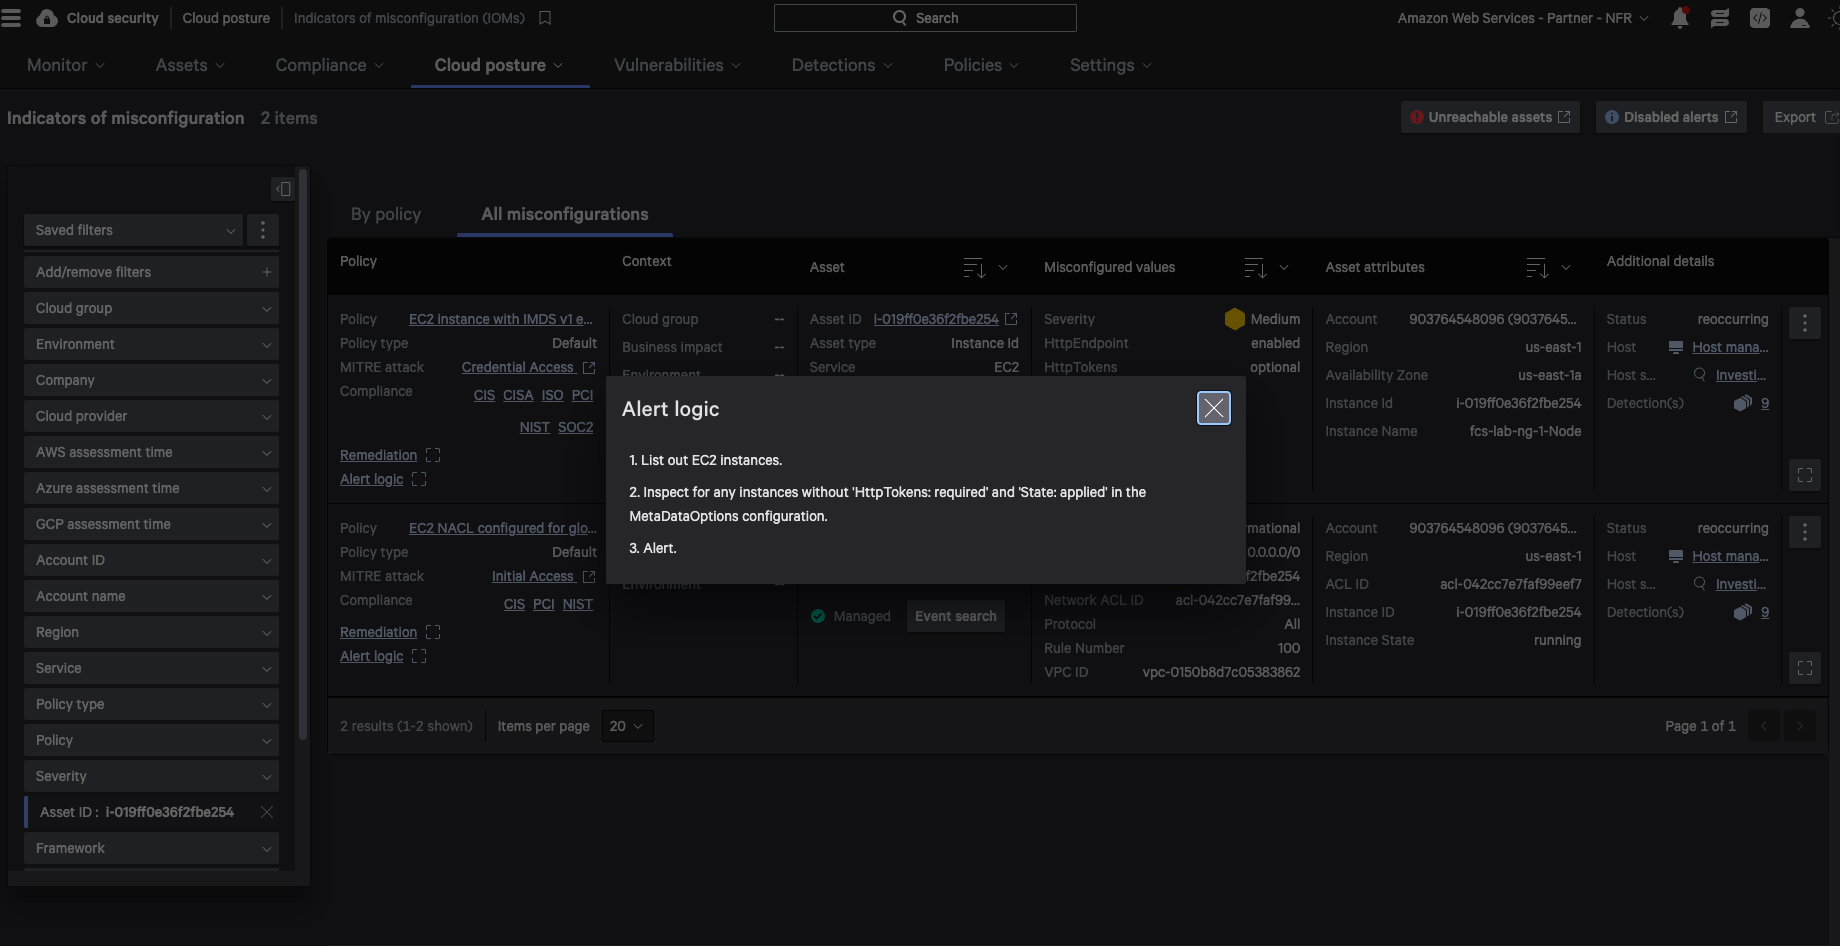 Cloud security
Cloud posture
Indicators of misconfiguration (IOMs)
Search
Amazon Web Services - Partner - NFR
Monitor
Assets
Compliance
Cloud posture
Vulnerabilities
Detections
Policies
Settings
Indicators of misconfiguration 2 items
Unreachable assets
Disabled alerts
Export
Saved filters
Add/remove filters
Cloud group
Environment
Company
Cloud provider
AWS assessment time
Azure assessment time
GCP assessment time
Account ID
Account name
Region
Service
Policy type
Policy
Severity
Asset ID : i-019ff0e36f2fbe254
Framework
By policy
All misconfigurations
Policy
Context
Asset
Misconfigured values
Asset attributes
Additional details
Policy EC2 instance with IMDS v1 e...
Policy type Default
MITRE attack Credential Access
Compliance CIS CISA ISO PCI
NIST SOC2
Remediation
Alert logic
Cloud group --
Business impact --
Environment --
Asset ID i-019ff0e36f2fbe254
Asset type Instance Id
Service EC2
Severity Medium
HttpEndpoint enabled
HttpTokens optional
Account 903764548096 (9037645...
Region us-east-1
Availability Zone us-east-1a
Instance Id i-019ff0e36f2fbe254
Instance Name fcs-lab-ng-1-Node
Status reoccurring
Host Host mana...
Host s... Investi...
Detection(s) 9
Alert logic
1. List out EC2 instances.
2. Inspect for any instances without 'HttpTokens: required' and 'State: applied' in the
MetaDataOptions configuration.
3. Alert.
Policy EC2 NACL configured for glo...
Policy type Default
MITRE attack Initial Access
Compliance CIS PCI NIST
Remediation
Alert logic
Environment --
Managed
Event search
rmational
0.0.0.0/0
f2fbe254
Network ACL ID acl-042cc7e7faf99...
Protocol All
Rule Number 100
VPC ID vpc-0150b8d7c05383862
Account 903764548096 (9037645...
Region us-east-1
ACL ID acl-042cc7e7faf99eef7
Instance ID i-019ff0e36f2fbe254
Instance State running
Status reoccurring
Host Host mana...
Host s... Investi...
Detection(s) 9
2 results (1-2 shown)
Items per page 20
Page 1 of 1